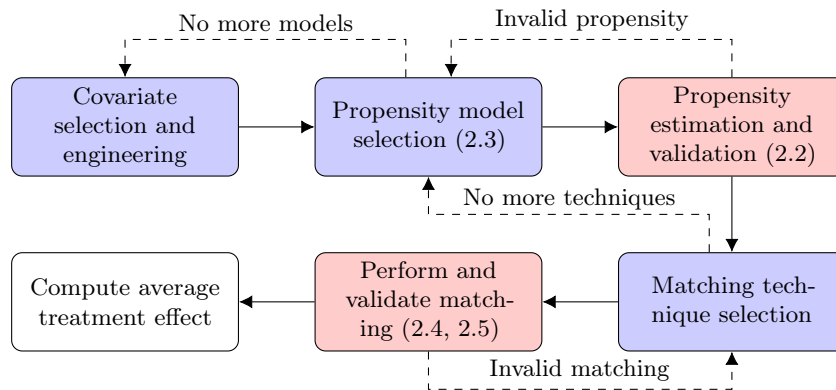 No more models
Invalid propensity
Covariate
selection and
engineering
Propensity model
selection (2.3)
Propensity
estimation and
validation (2.2)
No more techniques
Compute average
treatment effect
Perform and
validate match-
ing (2.4, 2.5)
Matching tech-
nique selection
Invalid matching